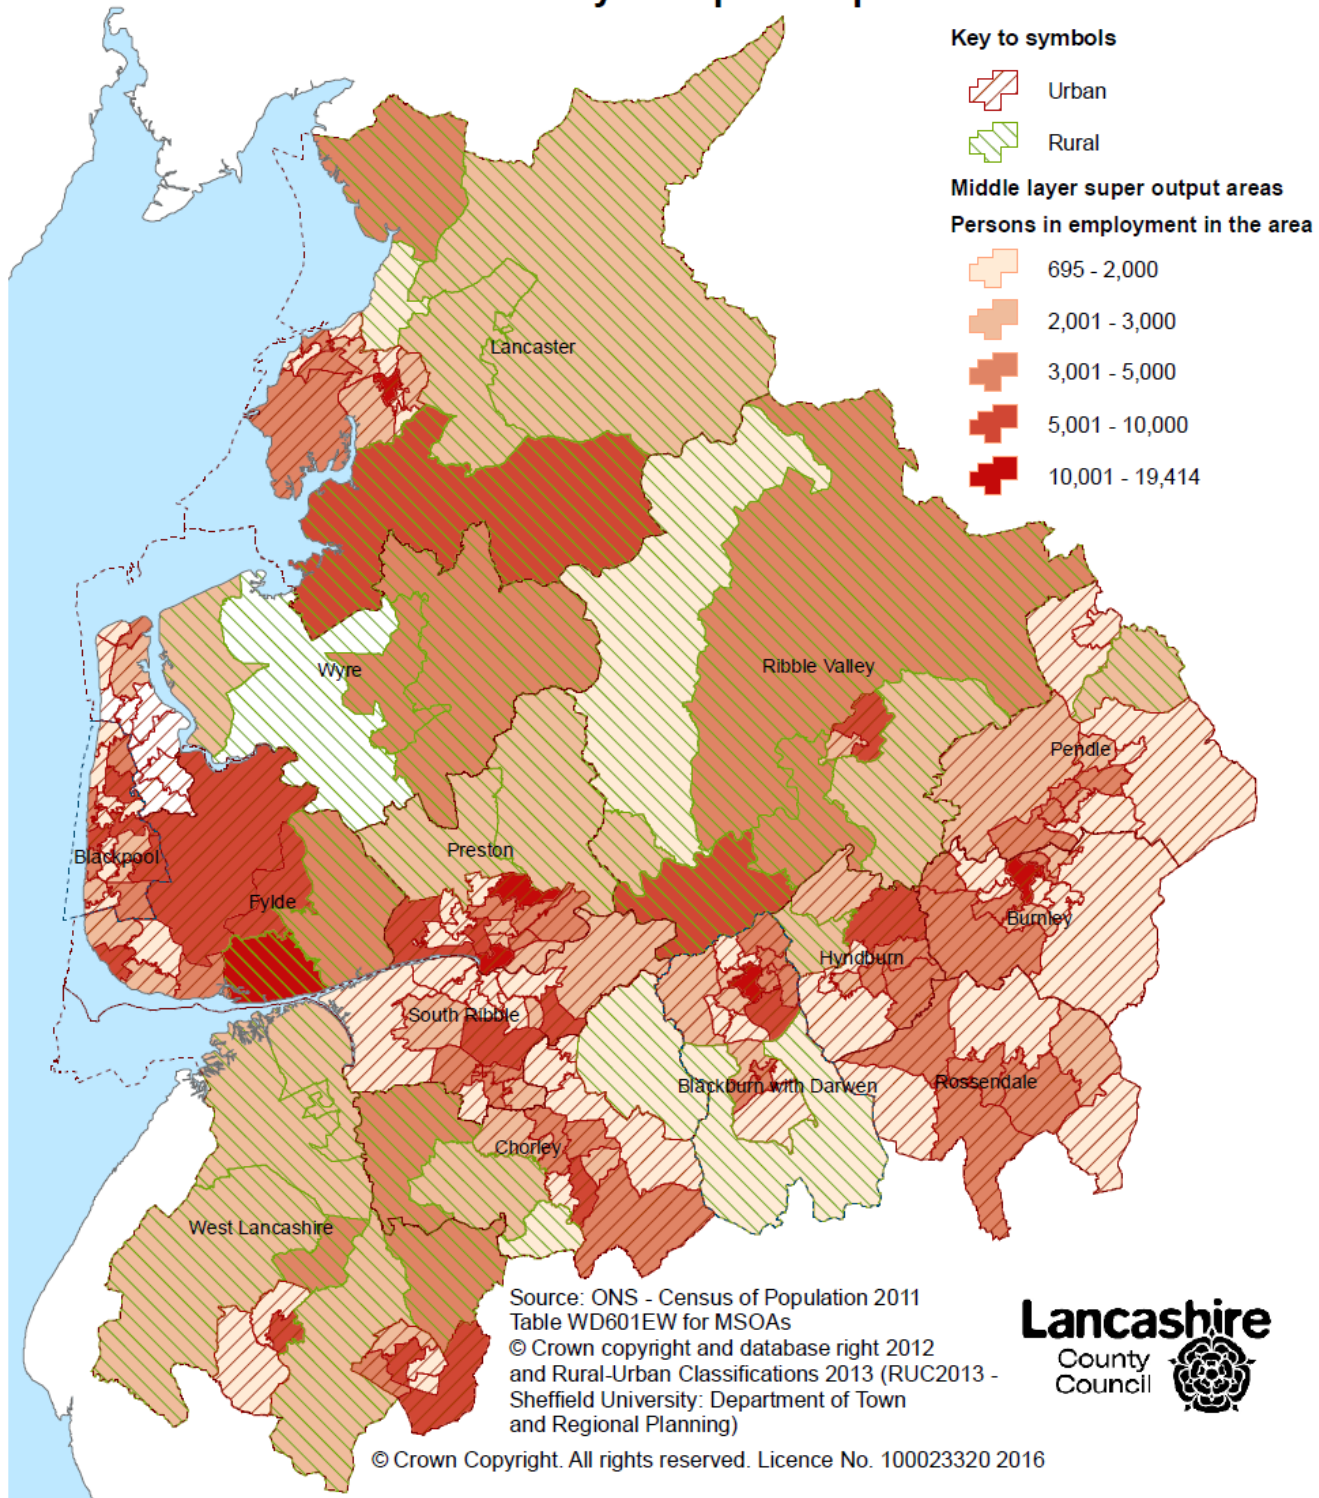 Key to symbols
Urban
Rural
Middle layer super output areas
Persons in employment in the area
695 - 2,000
2,001 - 3,000
3,001 - 5,000
5,001 - 10,000
10,001 - 19,414
Lancaster
Wyre
Ribble Valley
Pendle
Blackpool
Preston
Fylde
Burnley
Hyndburn
South Ribble
Blackburn with Darwen
Rossendale
Chorley
West Lancashire
Source: ONS - Census of Population 2011
Table WD601EW for MSOAs
© Crown copyright and database right 2012
and Rural-Urban Classifications 2013 (RUC2013 -
Sheffield University: Department of Town
and Regional Planning)
Lancashire
County
Council
© Crown Copyright. All rights reserved. Licence No. 100023320 2016